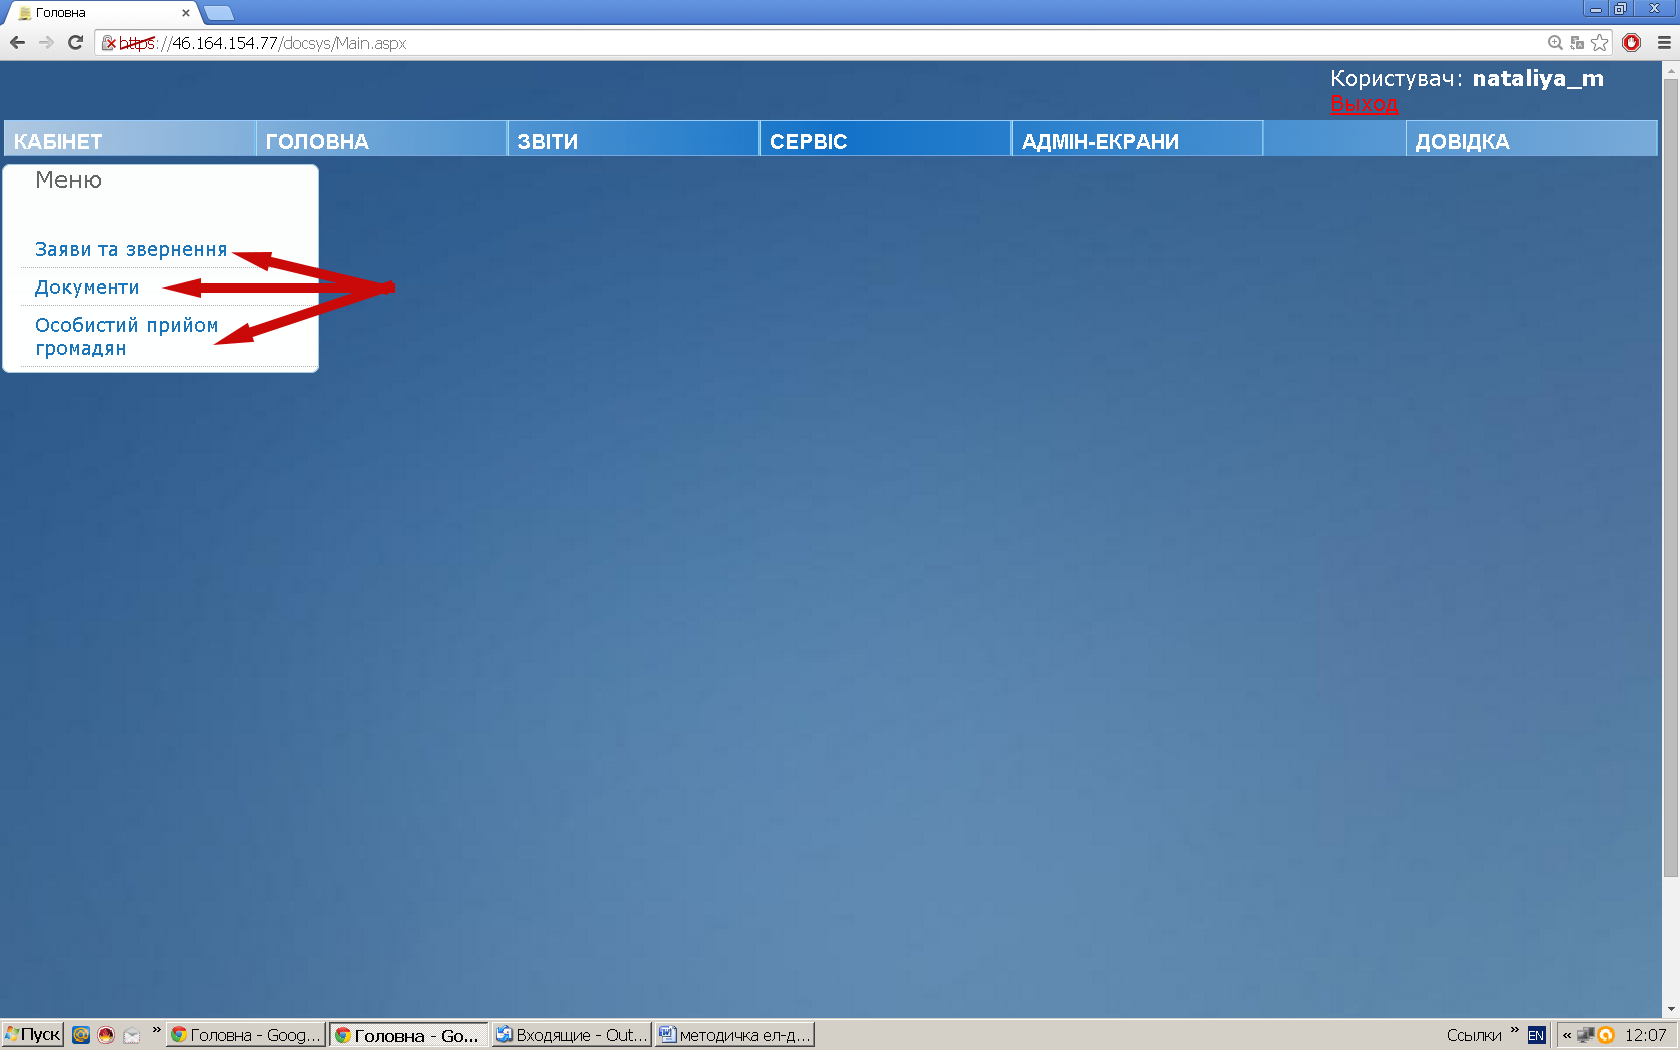 Головна
https://46.164.154.77/docsys/Main.aspx
Користувач: nataliya_m
Выход
КАБІНЕТ ГОЛОВНА ЗВІТИ СЕРВІС АДМІН-ЕКРАНИ ДОВІДКА
Меню
Заяви та звернення
Документи
Особистий прийом
громадян
Пуск » Головна - Goog... Головна - Go... Входящие - Out... методичка ел-д... Ссылки » EN « 12:07